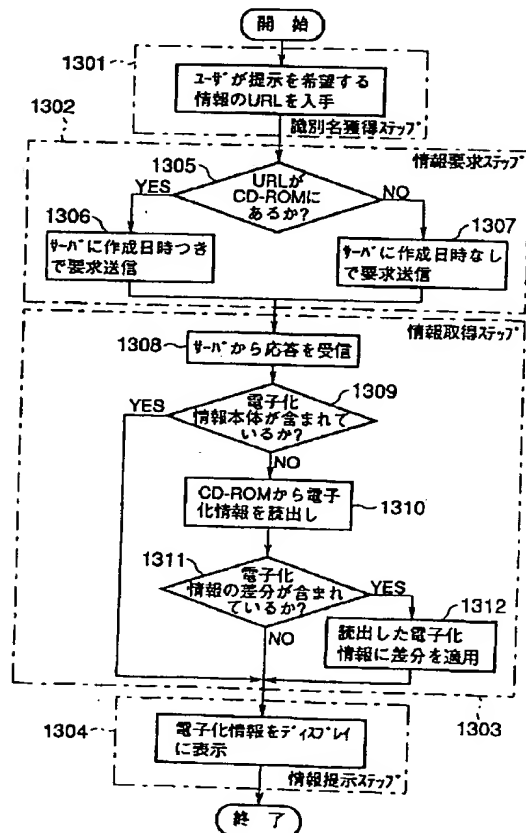 開始
1301
ユーザが提示を希望する
情報のURLを入手
識別名獲得ステップ
1302
情報要求ステップ
1305
URLが
CD-ROMに
あるか?
YES
NO
1306
サーバに作成日時つき
で要求送信
1307
サーバに作成日時なし
で要求送信
情報取得ステップ
1308
サーバから応答を受信
1309
電子化
情報本体が含まれて
いるか?
YES
NO
CD-ROMから電子
化情報を読出し
1310
1311
電子化
情報の差分が含まれ
ているか?
YES
NO
1312
読出した電子化
情報に差分を適用
1303
1304
電子化情報をディスプレイ
に表示
情報提示ステップ
終了